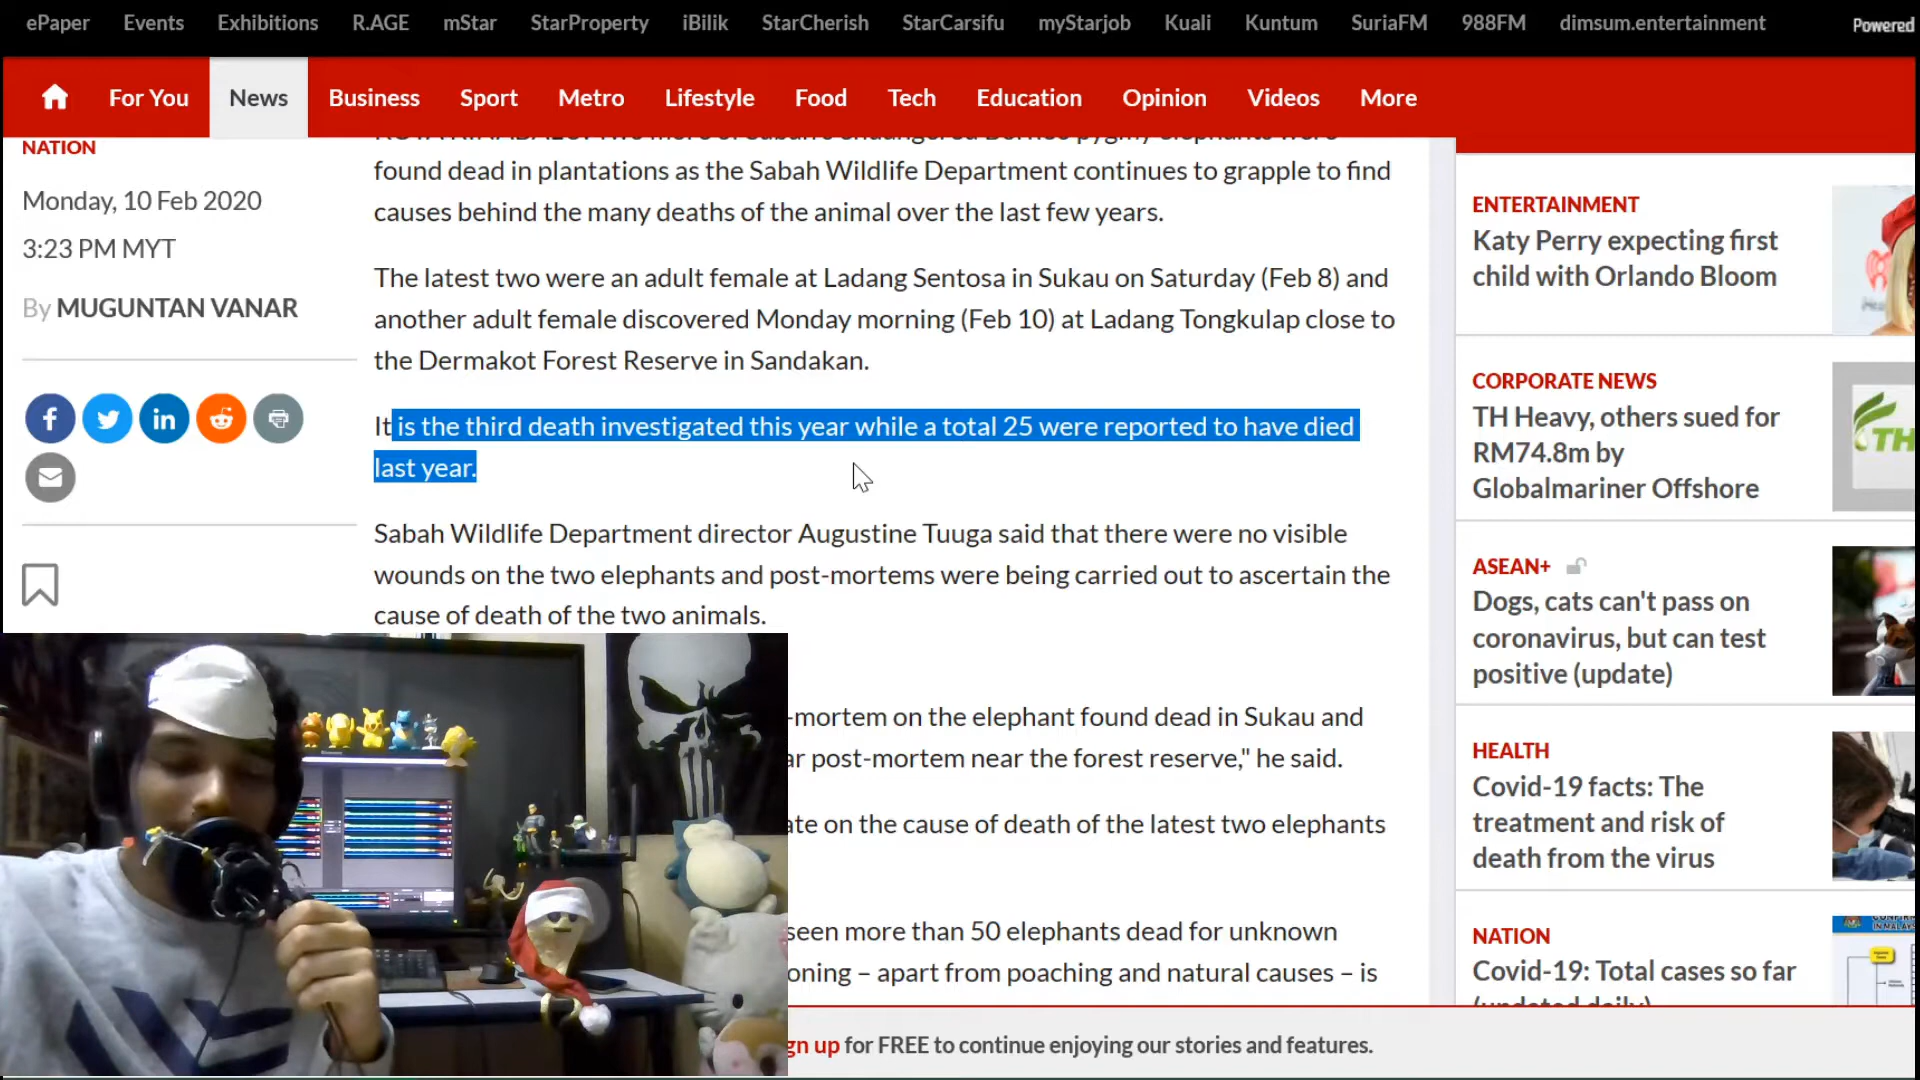 ePaper Events Exhibitions R.AGE mStar StarProperty iBilik StarCherish StarCarsifu myStarjob Kuali Kuntum SuriaFM 988FM dimsum.entertainment Powered
For You News Business Sport Metro Lifestyle Food Tech Education Opinion Videos More
NATION
Monday, 10 Feb 2020
3:23 PM MYT
By MUGUNTAN VANAR
found dead in plantations as the Sabah Wildlife Department continues to grapple to find
causes behind the many deaths of the animal over the last few years.
The latest two were an adult female at Ladang Sentosa in Sukau on Saturday (Feb 8) and
another adult female discovered Monday morning (Feb 10) at Ladang Tongkulap close to
the Dermakot Forest Reserve in Sandakan.
It is the third death investigated this year while a total 25 were reported to have died
last year.
Sabah Wildlife Department director Augustine Tuuga said that there were no visible
wounds on the two elephants and post-mortems were being carried out to ascertain the
cause of death of the two animals.
-mortem on the elephant found dead in Sukau and
ar post-mortem near the forest reserve," he said.
ate on the cause of death of the latest two elephants
seen more than 50 elephants dead for unknown
oning – apart from poaching and natural causes – is
gn up for FREE to continue enjoying our stories and features.
ENTERTAINMENT
Katy Perry expecting first
child with Orlando Bloom
CORPORATE NEWS
TH Heavy, others sued for
RM74.8m by
Globalmariner Offshore
TH
ASEAN+
Dogs, cats can't pass on
coronavirus, but can test
positive (update)
HEALTH
Covid-19 facts: The
treatment and risk of
death from the virus
NATION
Covid-19: Total cases so far
(updated daily)